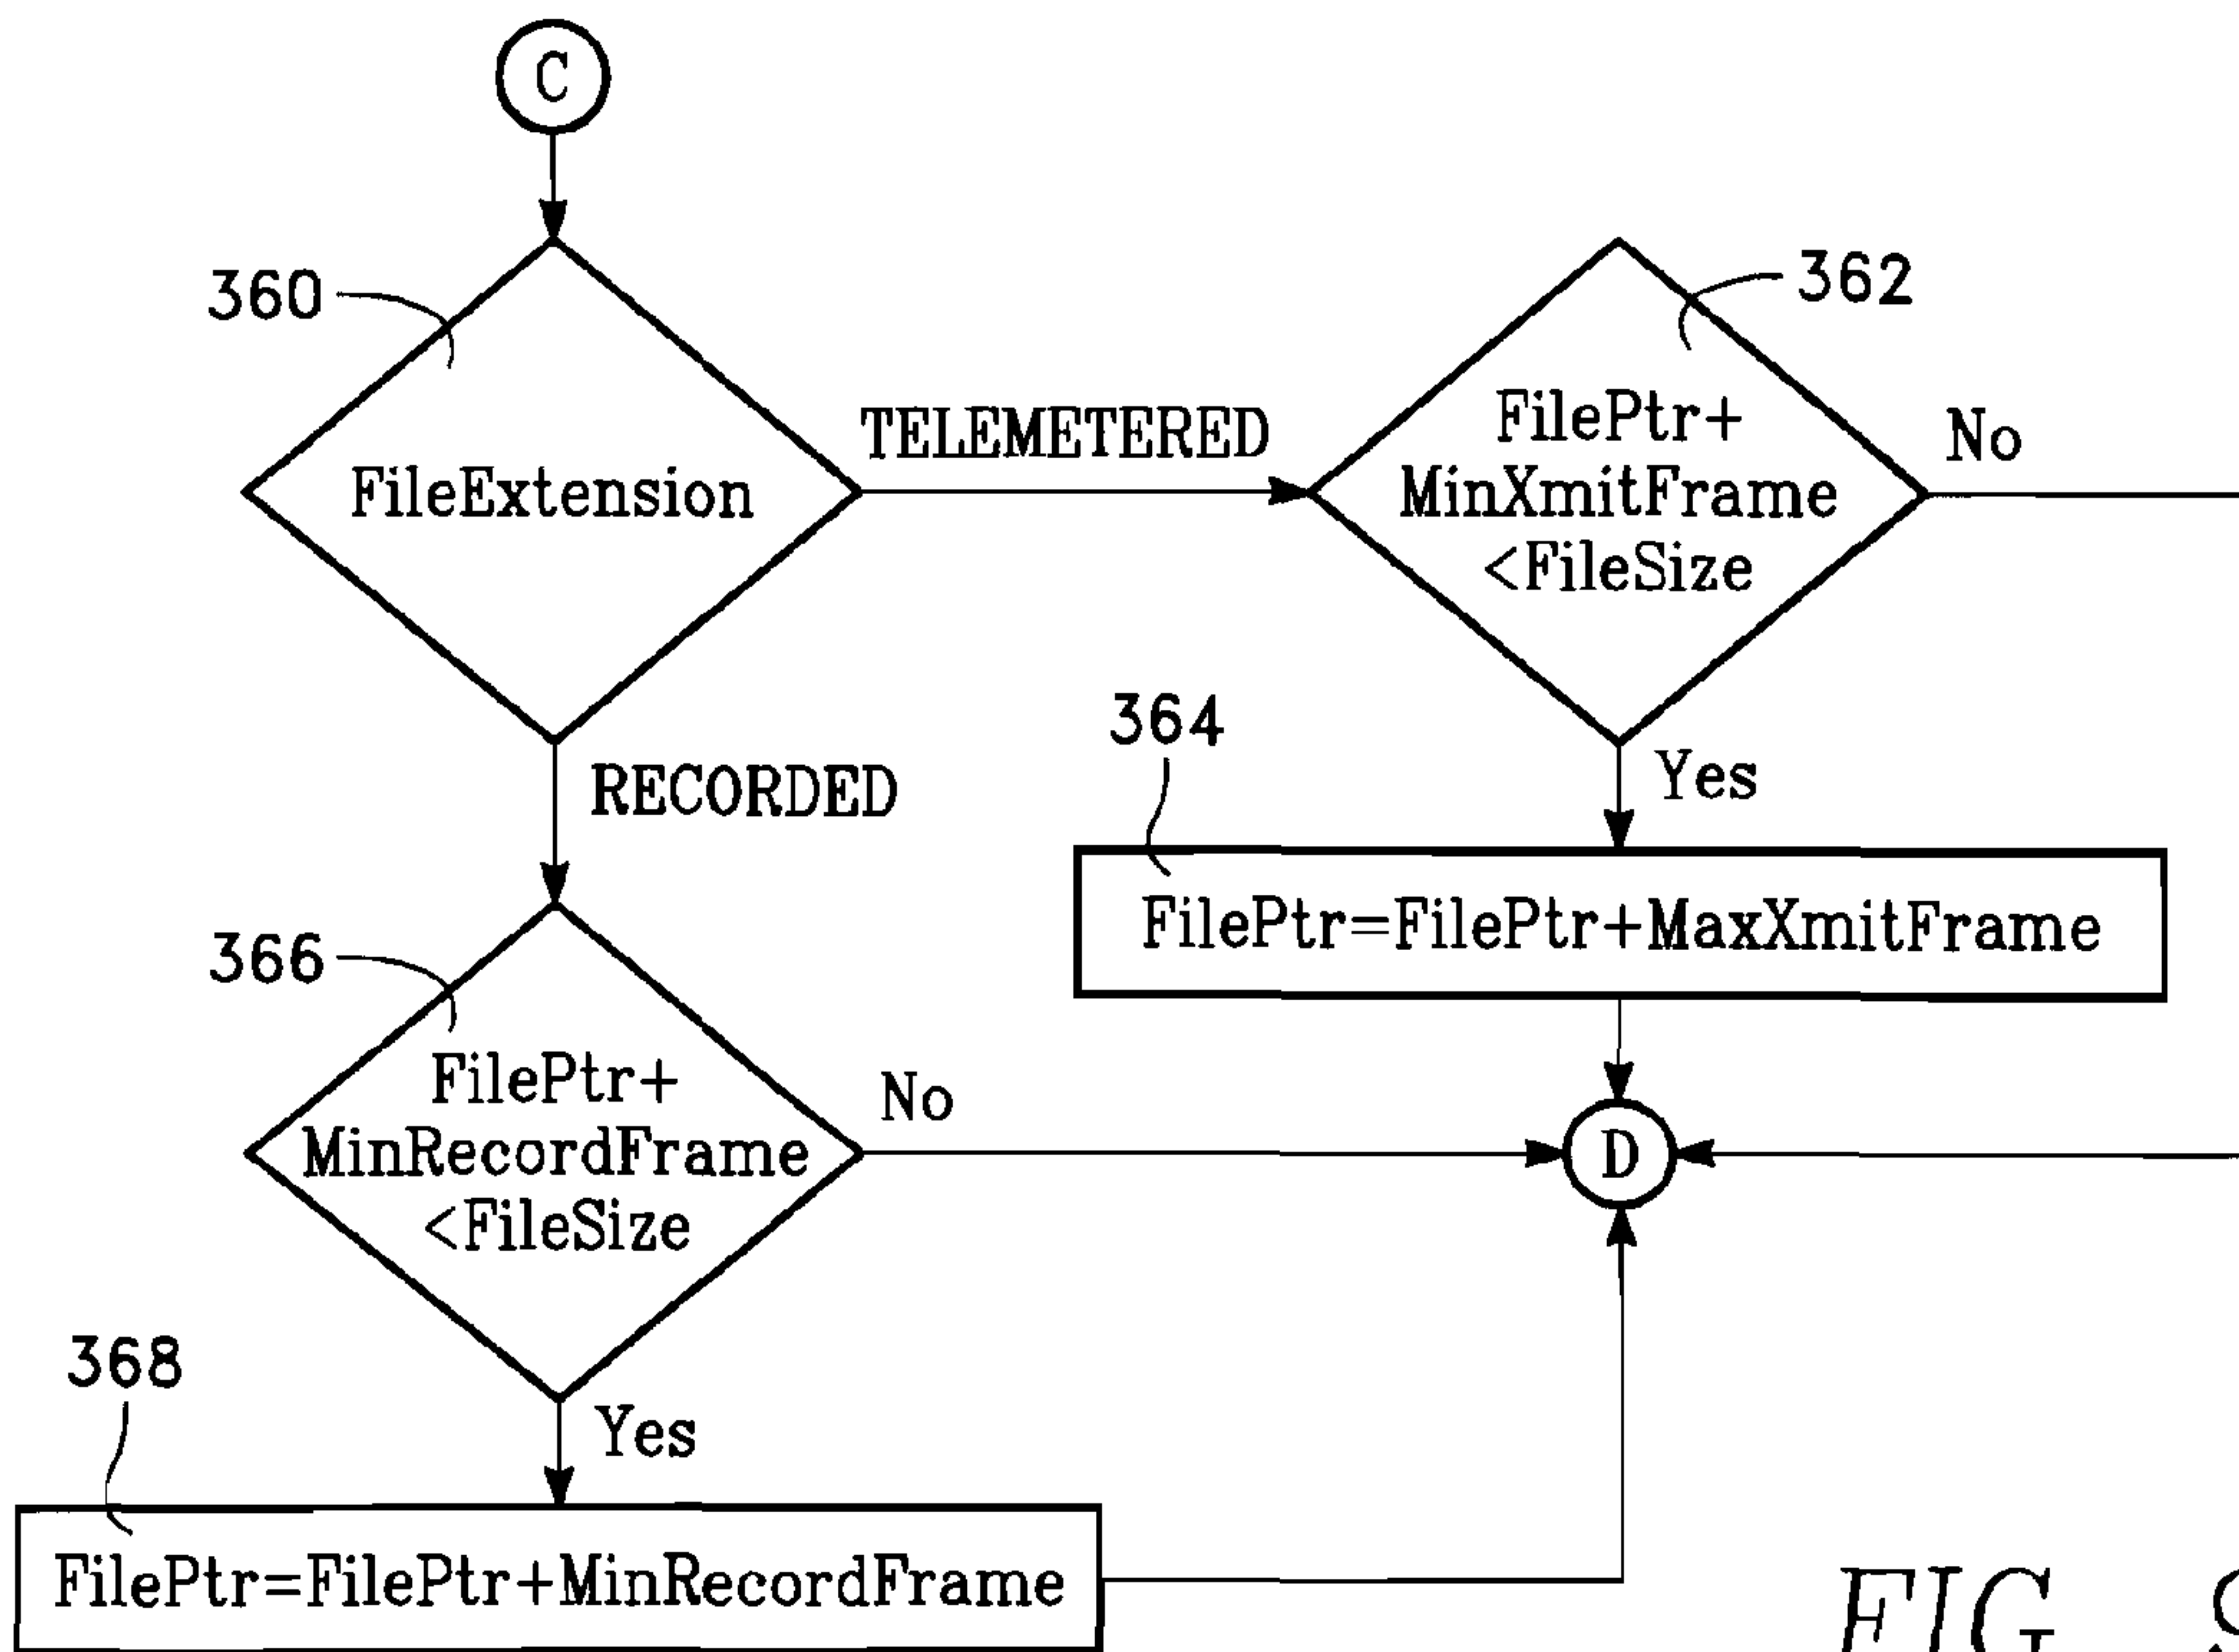 C
360
FileExtension
TELEMETERED
362
FilePtr+
MinXmitFrame
<FileSize
No
Yes
364
FilePtr=FilePtr+MaxXmitFrame
RECORDED
366
FilePtr+
MinRecordFrame
<FileSize
No
D
Yes
368
FilePtr=FilePtr+MinRecordFrame
FIG